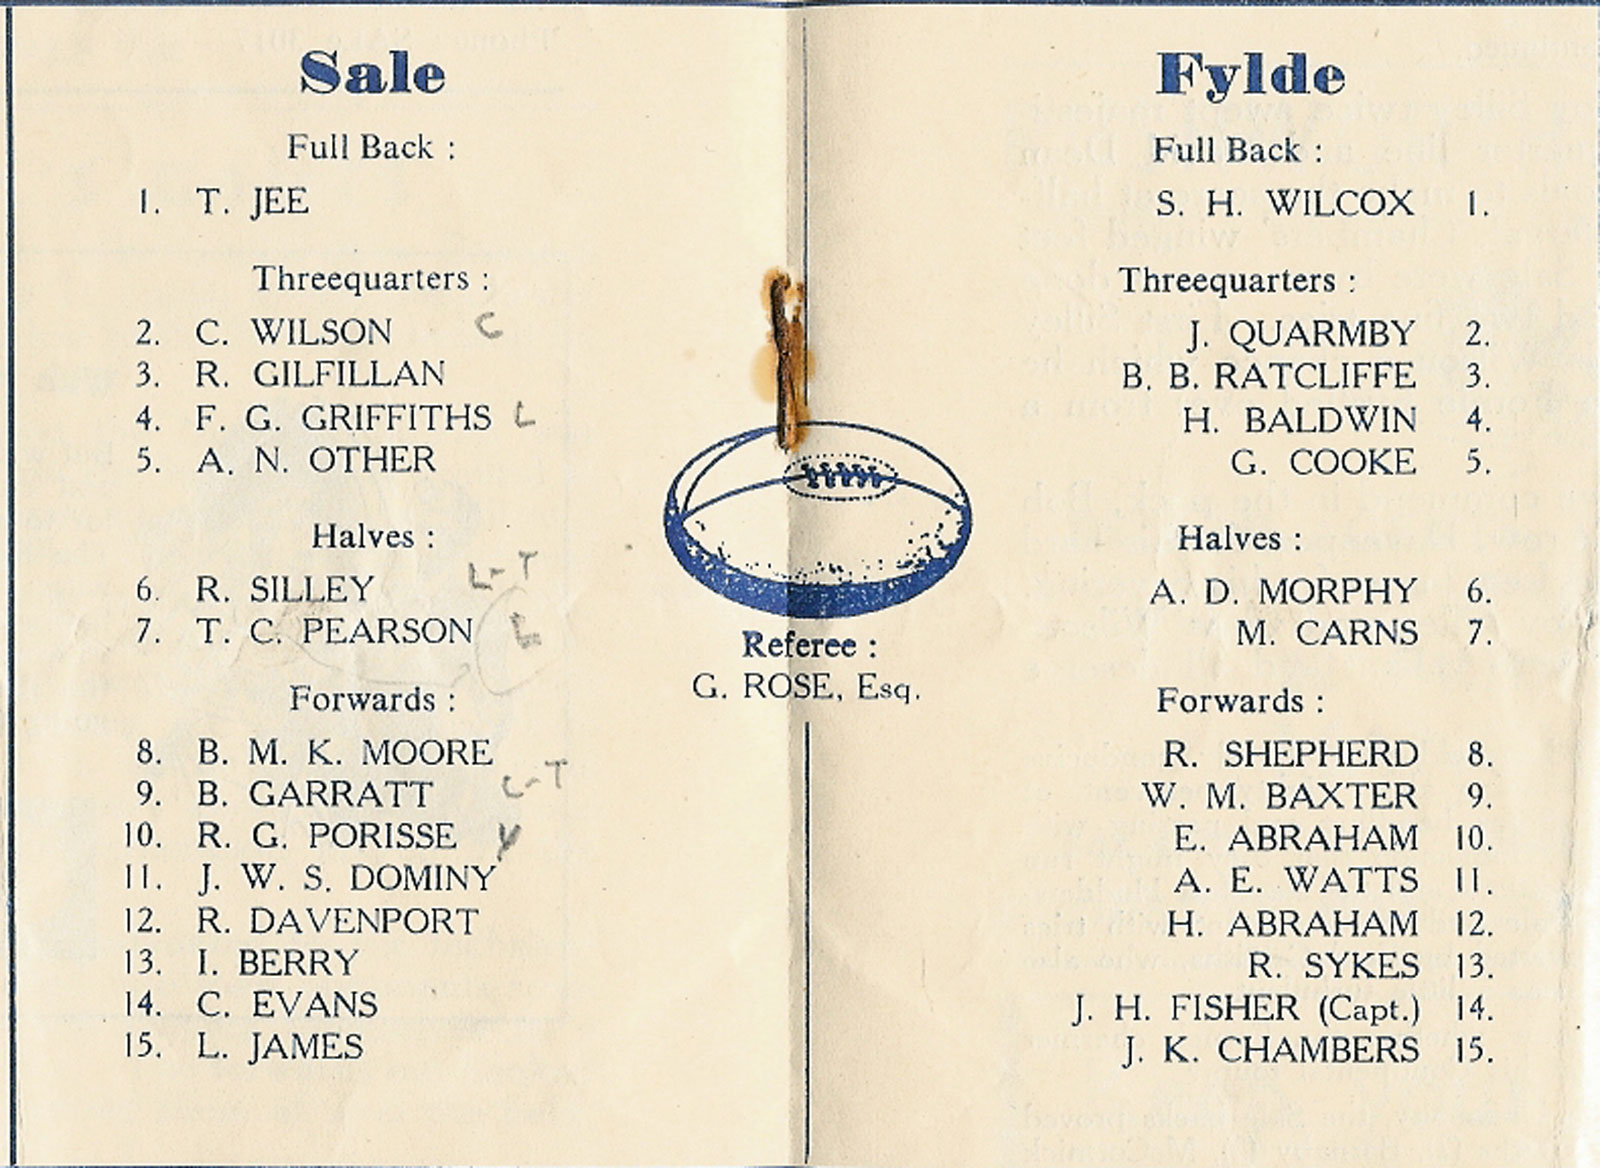 Sale
Full Back :
1. T. JEE
Threequarters :
2. C. WILSON C
3. R. GILFILLAN
4. F. G. GRIFFITHS L
5. A. N. OTHER
Halves :
6. R. SILLEY L-T
7. T. C. PEARSON L
Forwards :
8. B. M. K. MOORE
9. B. GARRATT L-T
10. R. G. PORISSE
11. J. W. S. DOMINY
12. R. DAVENPORT
13. I. BERRY
14. C. EVANS
15. L. JAMES
Referee :
G. ROSE, Esq.
Fylde
Full Back :
S. H. WILCOX 1.
Threequarters :
J. QUARMBY 2.
B. B. RATCLIFFE 3.
H. BALDWIN 4.
G. COOKE 5.
Halves :
A. D. MORPHY 6.
M. CARNS 7.
Forwards :
R. SHEPHERD 8.
W. M. BAXTER 9.
E. ABRAHAM 10.
A. E. WATTS 11.
H. ABRAHAM 12.
R. SYKES 13.
J. H. FISHER (Capt.) 14.
J. K. CHAMBERS 15.